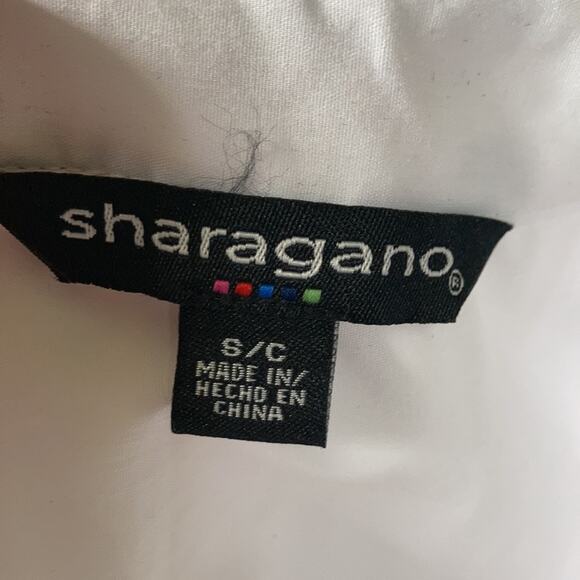 sharagano®
S/C
MADE IN/
HECHO EN
CHINA